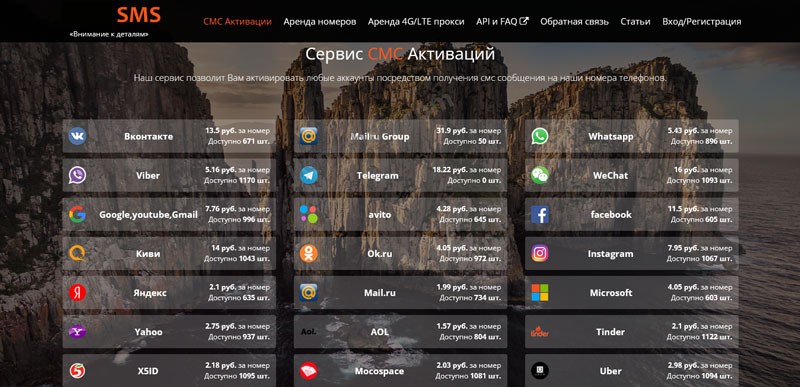 SMS
«Внимание к деталям»
СМС Активации Аренда номеров Аренда 4G/LTE прокси API и FAQ Обратная связь Статьи Вход/Регистрация
Сервис СМС Активаций
Наш сервис позволит Вам активировать любые аккаунты посредством получения смс сообщения на наши номера телефонов.
Вконтакте
13.5 руб. за номер
Доступно 671 шт.
Mail.ru Group
31.9 руб. за номер
Доступно 50 шт.
Whatsapp
5.43 руб. за номер
Доступно 896 шт.
Viber
5.16 руб. за номер
Доступно 1170 шт.
Telegram
18.22 руб. за номер
Доступно 0 шт.
WeChat
16 руб. за номер
Доступно 1093 шт.
Google,youtube,Gmail
7.76 руб. за номер
Доступно 996 шт.
avito
4.28 руб. за номер
Доступно 645 шт.
facebook
11.5 руб. за номер
Доступно 605 шт.
Киви
14 руб. за номер
Доступно 1043 шт.
Ok.ru
4.05 руб. за номер
Доступно 972 шт.
Instagram
7.95 руб. за номер
Доступно 1067 шт.
Яндекс
2.1 руб. за номер
Доступно 635 шт.
Mail.ru
1.99 руб. за номер
Доступно 734 шт.
Microsoft
4.05 руб. за номер
Доступно 603 шт.
Yahoo
2.75 руб. за номер
Доступно 937 шт.
Aol.
AOL
1.57 руб. за номер
Доступно 804 шт.
tinder
Tinder
2.1 руб. за номер
Доступно 1122 шт.
X5ID
2.18 руб. за номер
Доступно 1095 шт.
Mocospace
2.03 руб. за номер
Доступно 1081 шт.
Uber
2.98 руб. за номер
Доступно 1094 шт.